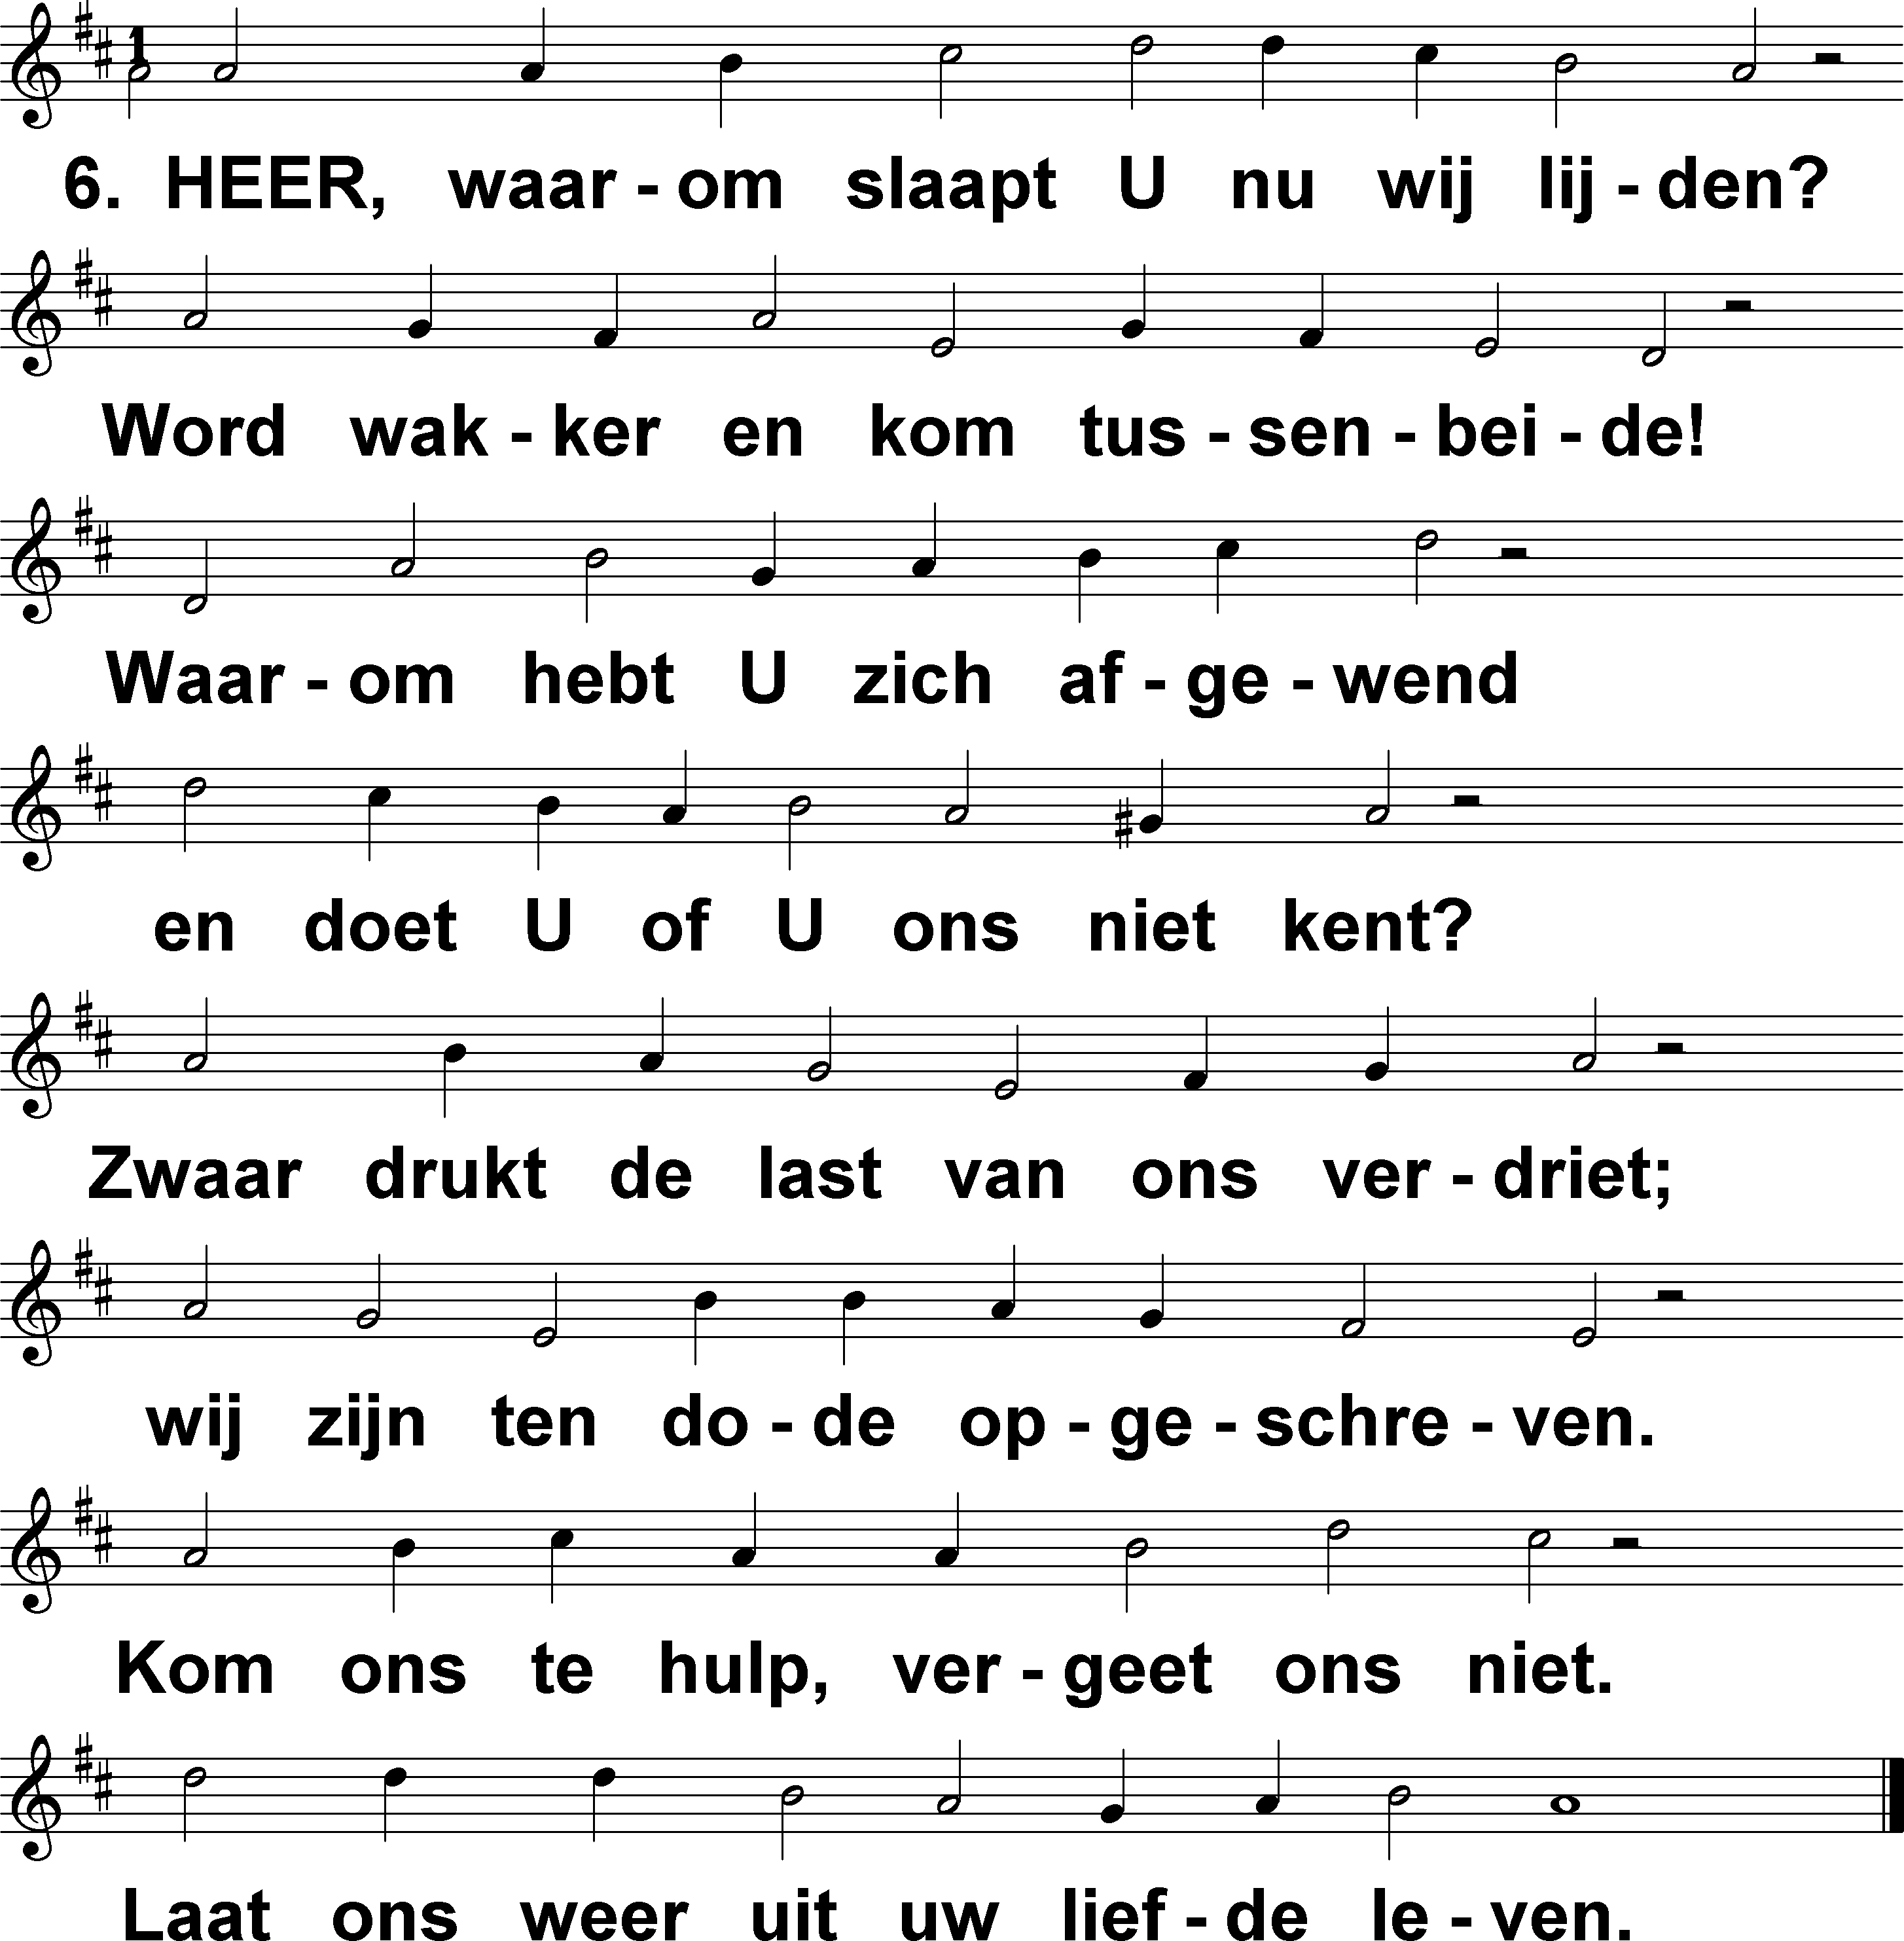 1
6. HEER, waar - om slaapt U nu wij lij - den?
Word wak - ker en kom tus - sen - bei - de!
Waar - om hebt U zich af - ge - wend
en doet U of U ons niet kent?
Zwaar drukt de last van ons ver - driet;
wij zijn ten do - de op - ge - schre - ven.
Kom ons te hulp, ver - geet ons niet.
Laat ons weer uit uw lief - de le - ven.